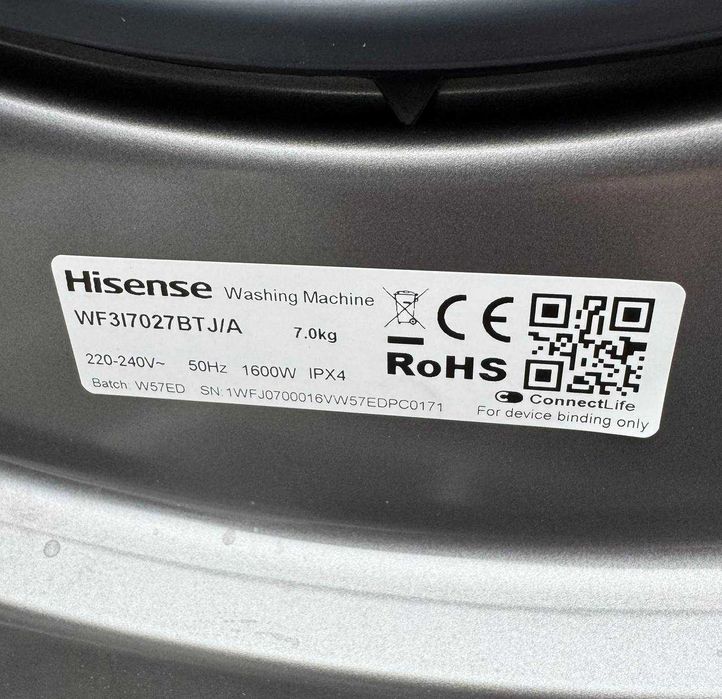 Hisense Washing Machine
WF3I7027BTJ/A 7.0kg
220-240V~ 50Hz 1600W IPX4
Batch: W57ED SN:1WFJ0700016VW57EDPC0171
CE
RoHS
ConnectLife
For device binding only